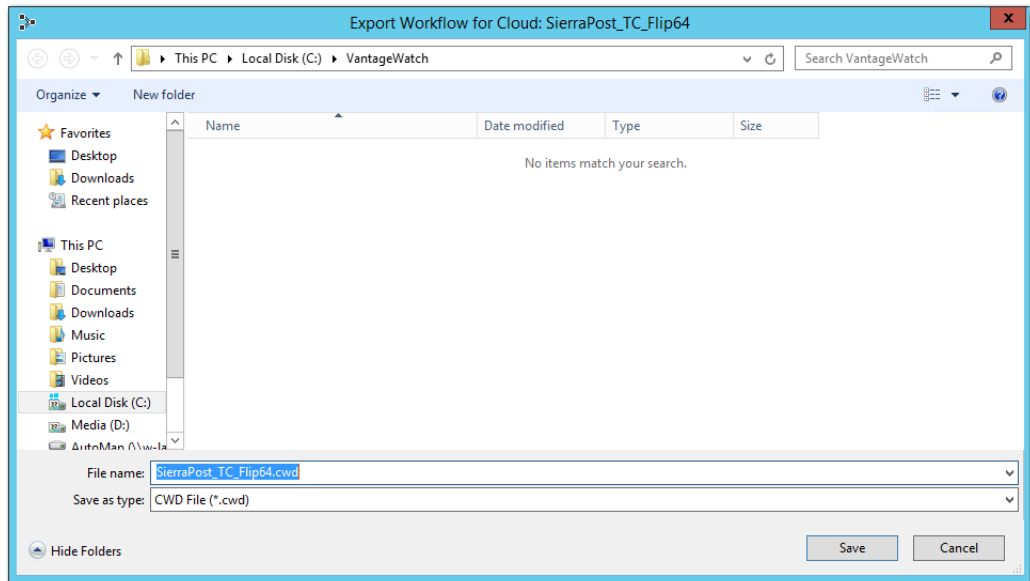 Export Workflow for Cloud: SierraPost_TC_Flip64
x
This PC Local Disk (C:) VantageWatch
Search VantageWatch
Organize New folder
Name Date modified Type Size
No items match your search.
Favorites
Desktop
Downloads
Recent places
This PC
Desktop
Documents
Downloads
Music
Pictures
Videos
Local Disk (C:)
Media (D:)
AutoMan (\\w-la
File name: SierraPost_TC_Flip64.cwd
Save as type: CWD File (*.cwd)
Hide Folders
Save Cancel